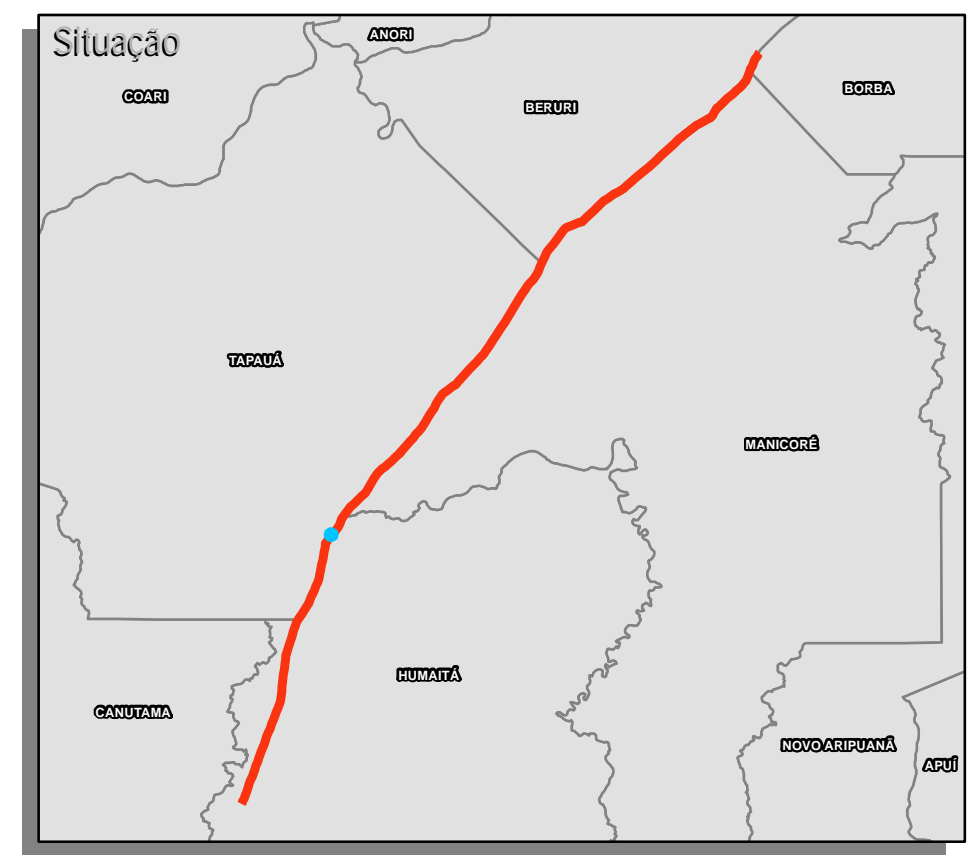 Situação
ANORI
COARI
BORBA
BERURI
TAPAUÁ
MANICORÉ
HUMAITÁ
CANUTAMA
NOVO ARIPUANÃ
APUÍ